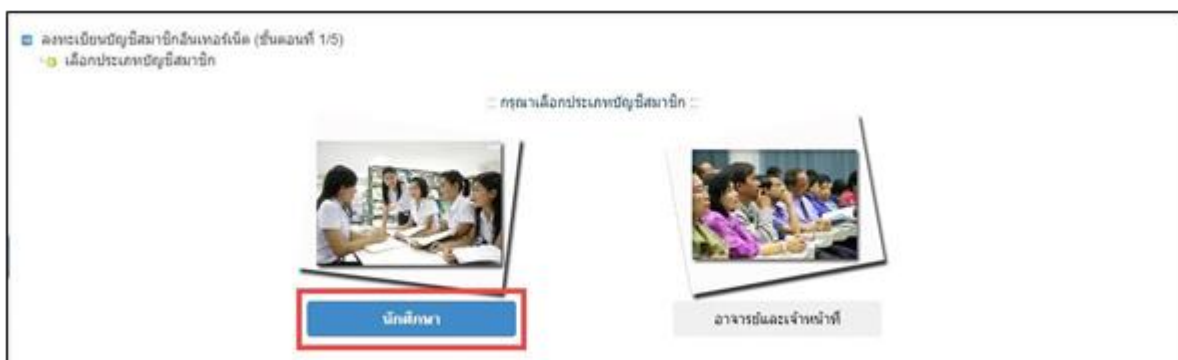 ลงทะเบียนบัญชีสมาชิกอินเทอร์เน็ต (ขั้นตอนที่ 1/5)
เลือกประเภทบัญชีสมาชิก
:: กรุณาเลือกประเภทบัญชีสมาชิก ::
นักศึกษา
อาจารย์และเจ้าหน้าที่